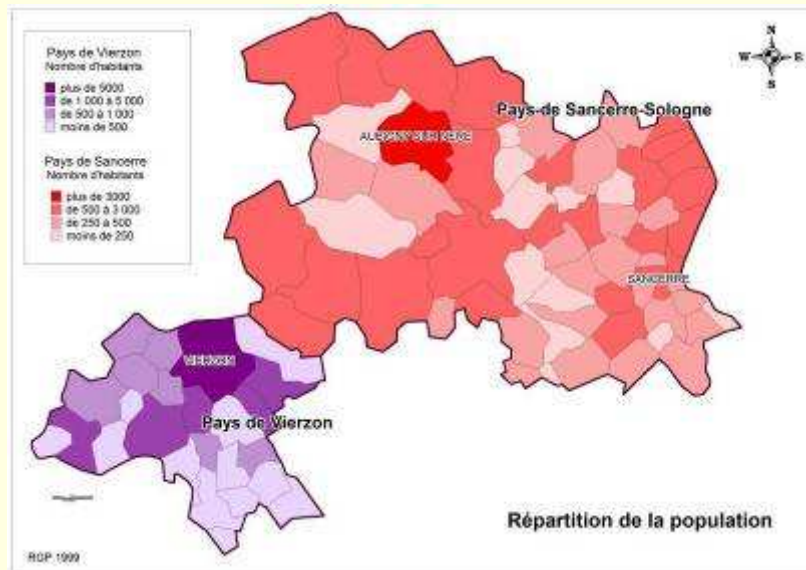 Pays de Vierzon
Nombre d'habitants
plus de 5000
de 1 000 à 5 000
de 500 à 1 000
moins de 500
Pays de Sancerre
Nombre d'habitants
plus de 3000
de 500 à 3 000
de 250 à 500
moins de 250
N
W
E
S
Pays de Sancerre-Sologne
AUBIGNY SUR NERE
SANCERRE
VIERZON
Pays de Vierzon
Répartition de la population
RGP 1999